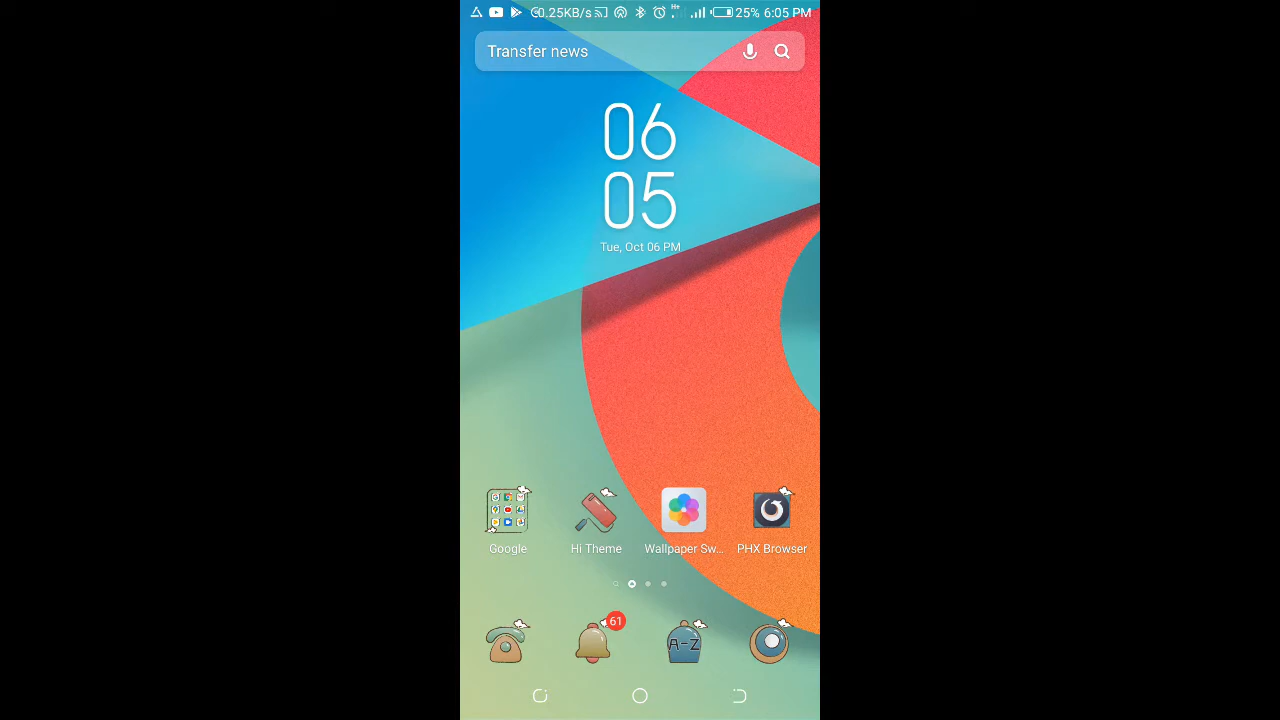 0.25KB/s H+ 25% 6:05 PM
Transfer news
06
05
Tue, Oct 06 PM
Google Hi Theme Wallpaper Sw... PHX Browser
61
A-Z